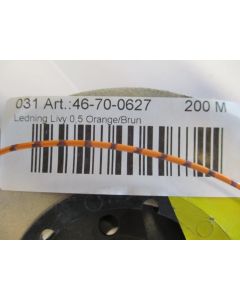 031 Art.:46-70-0627 200 M
Ledning Livy 0,5 Orange/Brun